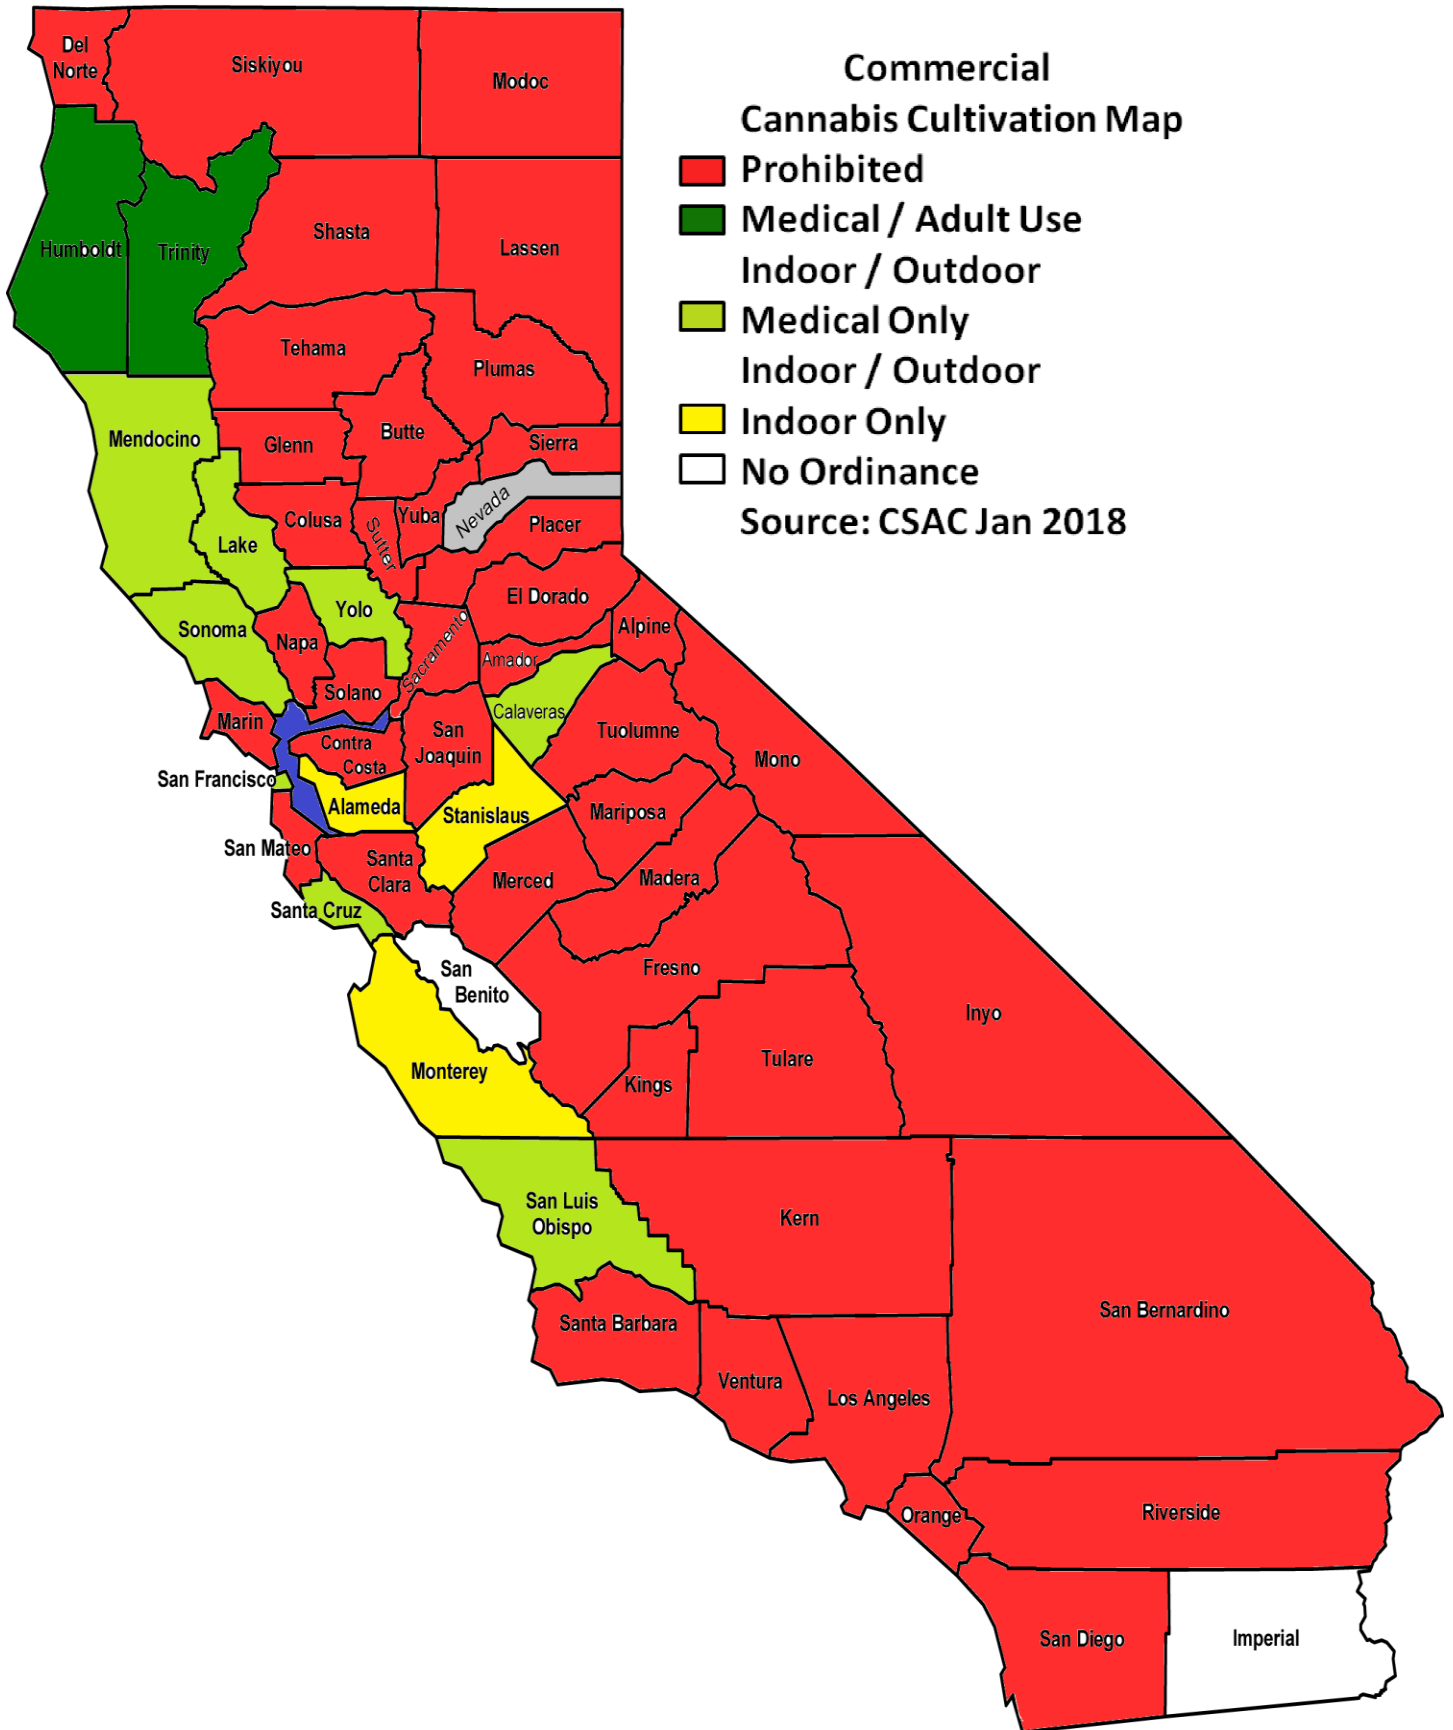 Commercial
Cannabis Cultivation Map
Prohibited
Medical / Adult Use
Indoor / Outdoor
Medical Only
Indoor / Outdoor
Indoor Only
No Ordinance
Source: CSAC Jan 2018
Del
Norte
Siskiyou
Modoc
Humboldt
Trinity
Shasta
Lassen
Tehama
Plumas
Mendocino
Glenn
Butte
Sierra
Lake
Colusa
Sutter
Yuba
Nevada
Placer
Sonoma
Napa
Yolo
El Dorado
Alpine
Sacramento
Amador
Solano
Calaveras
Marin
Contra
Costa
San
Joaquin
Tuolumne
Mono
San Francisco
Alameda
Stanislaus
Mariposa
San Mateo
Santa
Clara
Merced
Madera
Santa Cruz
San
Benito
Fresno
Inyo
Monterey
Kings
Tulare
San Luis
Obispo
Kern
San Bernardino
Santa Barbara
Ventura
Los Angeles
Orange
Riverside
San Diego
Imperial